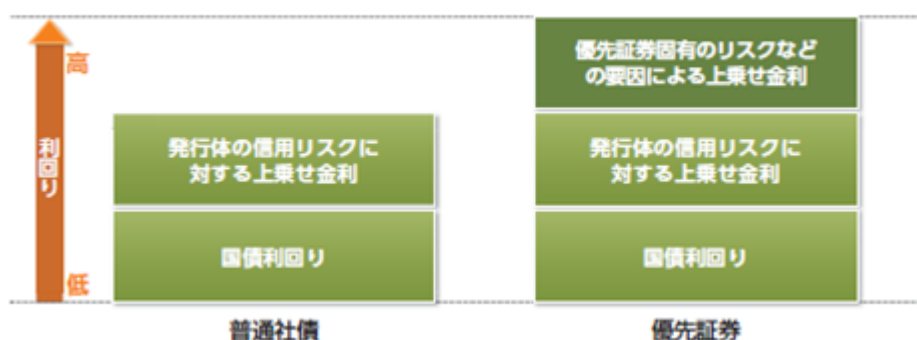 高
利回り
低
優先証券固有のリスクなど
の要因による上乗せ金利
発行体の信用リスクに
対する上乗せ金利
発行体の信用リスクに
対する上乗せ金利
国債利回り
国債利回り
普通社債
優先証券